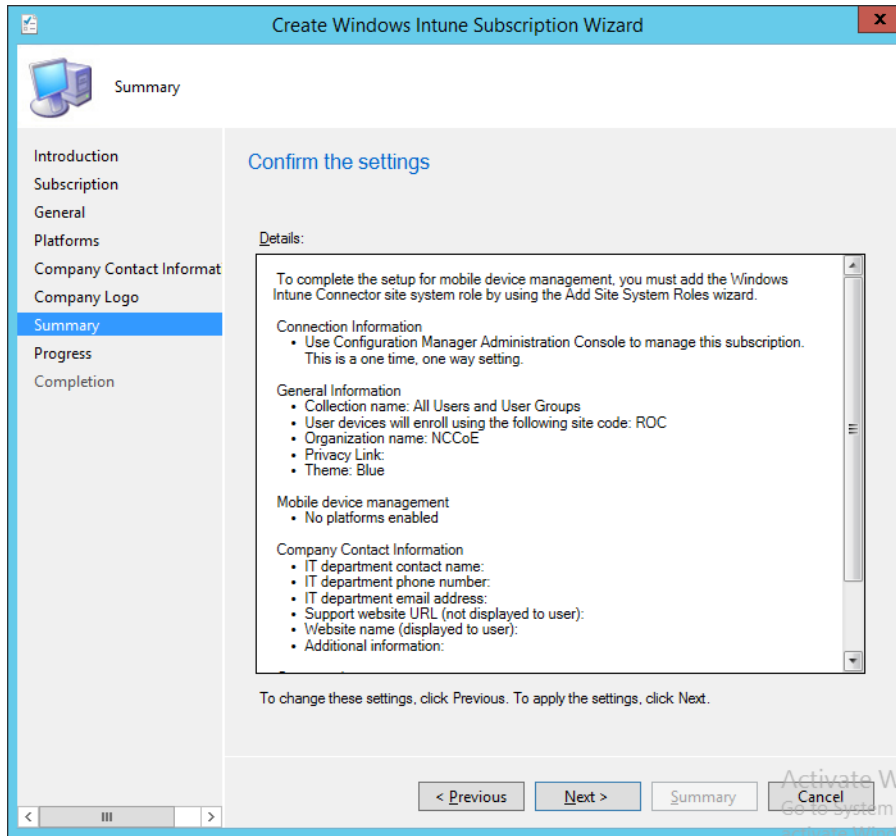 Create Windows Intune Subscription Wizard
x
Summary
Introduction
Subscription
General
Platforms
Company Contact Informat
Company Logo
Summary
Progress
Completion
Confirm the settings
Details:
To complete the setup for mobile device management, you must add the Windows
Intune Connector site system role by using the Add Site System Roles wizard.
Connection Information
• Use Configuration Manager Administration Console to manage this subscription.
This is a one time, one way setting.
General Information
• Collection name: All Users and User Groups
• User devices will enroll using the following site code: ROC
• Organization name: NCCoE
• Privacy Link:
• Theme: Blue
Mobile device management
• No platforms enabled
Company Contact Information
• IT department contact name:
• IT department phone number:
• IT department email address:
• Support website URL (not displayed to user):
• Website name (displayed to user):
• Additional information:
To change these settings, click Previous. To apply the settings, click Next.
< Previous
Next >
Summary
Cancel
Activate W
Go to System